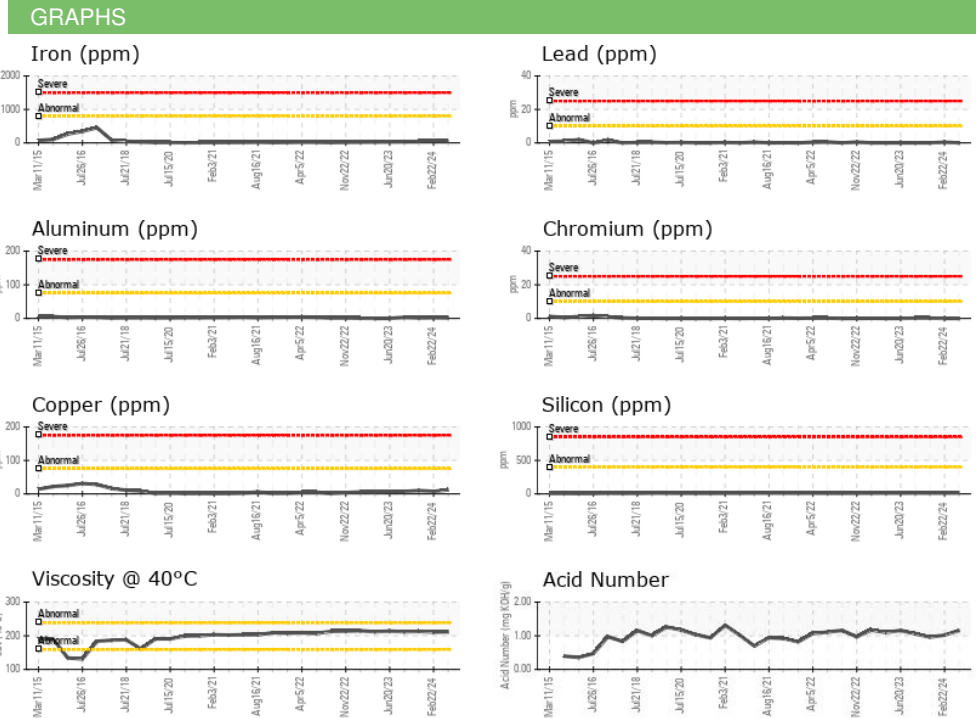 GRAPHS
Iron (ppm)
2000
1000
0
Severe
Abnormal
Mar11/15
Jul26/16
Jul21/18
Jul15/20
Feb3/21
Aug16/21
Apr5/22
Nov22/22
Jun20/23
Feb22/24
Lead (ppm)
ppm
40
20
0
Severe
Abnormal
Mar11/15
Jul26/16
Jul21/18
Jul15/20
Feb3/21
Aug16/21
Apr5/22
Nov22/22
Jun20/23
Feb22/24
Aluminum (ppm)
ppm
200
100
0
Severe
Abnormal
Mar11/15
Jul26/16
Jul21/18
Jul15/20
Feb3/21
Aug16/21
Apr5/22
Nov22/22
Jun20/23
Feb22/24
Chromium (ppm)
ppm
40
20
0
Severe
Abnormal
Mar11/15
Jul26/16
Jul21/18
Jul15/20
Feb3/21
Aug16/21
Apr5/22
Nov22/22
Jun20/23
Feb22/24
Copper (ppm)
ppm
200
100
0
Severe
Abnormal
Mar11/15
Jul26/16
Jul21/18
Jul15/20
Feb3/21
Aug16/21
Apr5/22
Nov22/22
Jun20/23
Feb22/24
Silicon (ppm)
ppm
1000
500
0
Severe
Abnormal
Mar11/15
Jul26/16
Jul21/18
Jul15/20
Feb3/21
Aug16/21
Apr5/22
Nov22/22
Jun20/23
Feb22/24
Viscosity @ 40°C
300
200
100
Abnormal
Abnormal
Mar11/15
Jul26/16
Jul21/18
Jul15/20
Feb3/21
Aug16/21
Apr5/22
Nov22/22
Jun20/23
Feb22/24
Acid Number
Acid Number (mg KOH/g)
2.00
1.00
0.00
Mar11/15
Jul26/16
Jul21/18
Jul15/20
Feb3/21
Aug16/21
Apr5/22
Nov22/22
Jun20/23
Feb22/24